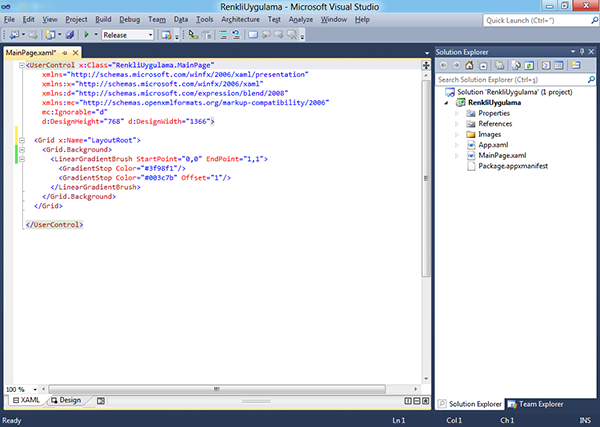 RenkliUygulama - Microsoft Visual Studio
File Edit View Project Build Debug Team Data Tools Architecture Test Analyze Window Help
Quick Launch (Ctrl+")
Release
MainPage.xaml*
<UserControl x:Class="RenkliUygulama.MainPage"
xmlns="http://schemas.microsoft.com/winfx/2006/xaml/presentation"
xmlns:x="http://schemas.microsoft.com/winfx/2006/xaml"
xmlns:d="http://schemas.microsoft.com/expression/blend/2008"
xmlns:mc="http://schemas.openxmlformats.org/markup-compatibility/2006"
mc:Ignorable="d"
d:DesignHeight="768" d:DesignWidth="1366">
<Grid x:Name="LayoutRoot">
<Grid.Background>
<LinearGradientBrush StartPoint="0,0" EndPoint="1,1">
<GradientStop Color="#3f98f1"/>
<GradientStop Color="#003c7b" Offset="1"/>
</LinearGradientBrush>
</Grid.Background>
</Grid>
</UserControl>
100 %
XAML Design
Solution Explorer
Search Solution Explorer (Ctrl+ş)
Solution 'RenkliUygulama' (1 project)
RenkliUygulama
Properties
References
Images
App.xaml
MainPage.xaml
Package.appxmanifest
Solution Explorer Team Explorer
Ready Ln 1 Col 1 Ch 1 INS